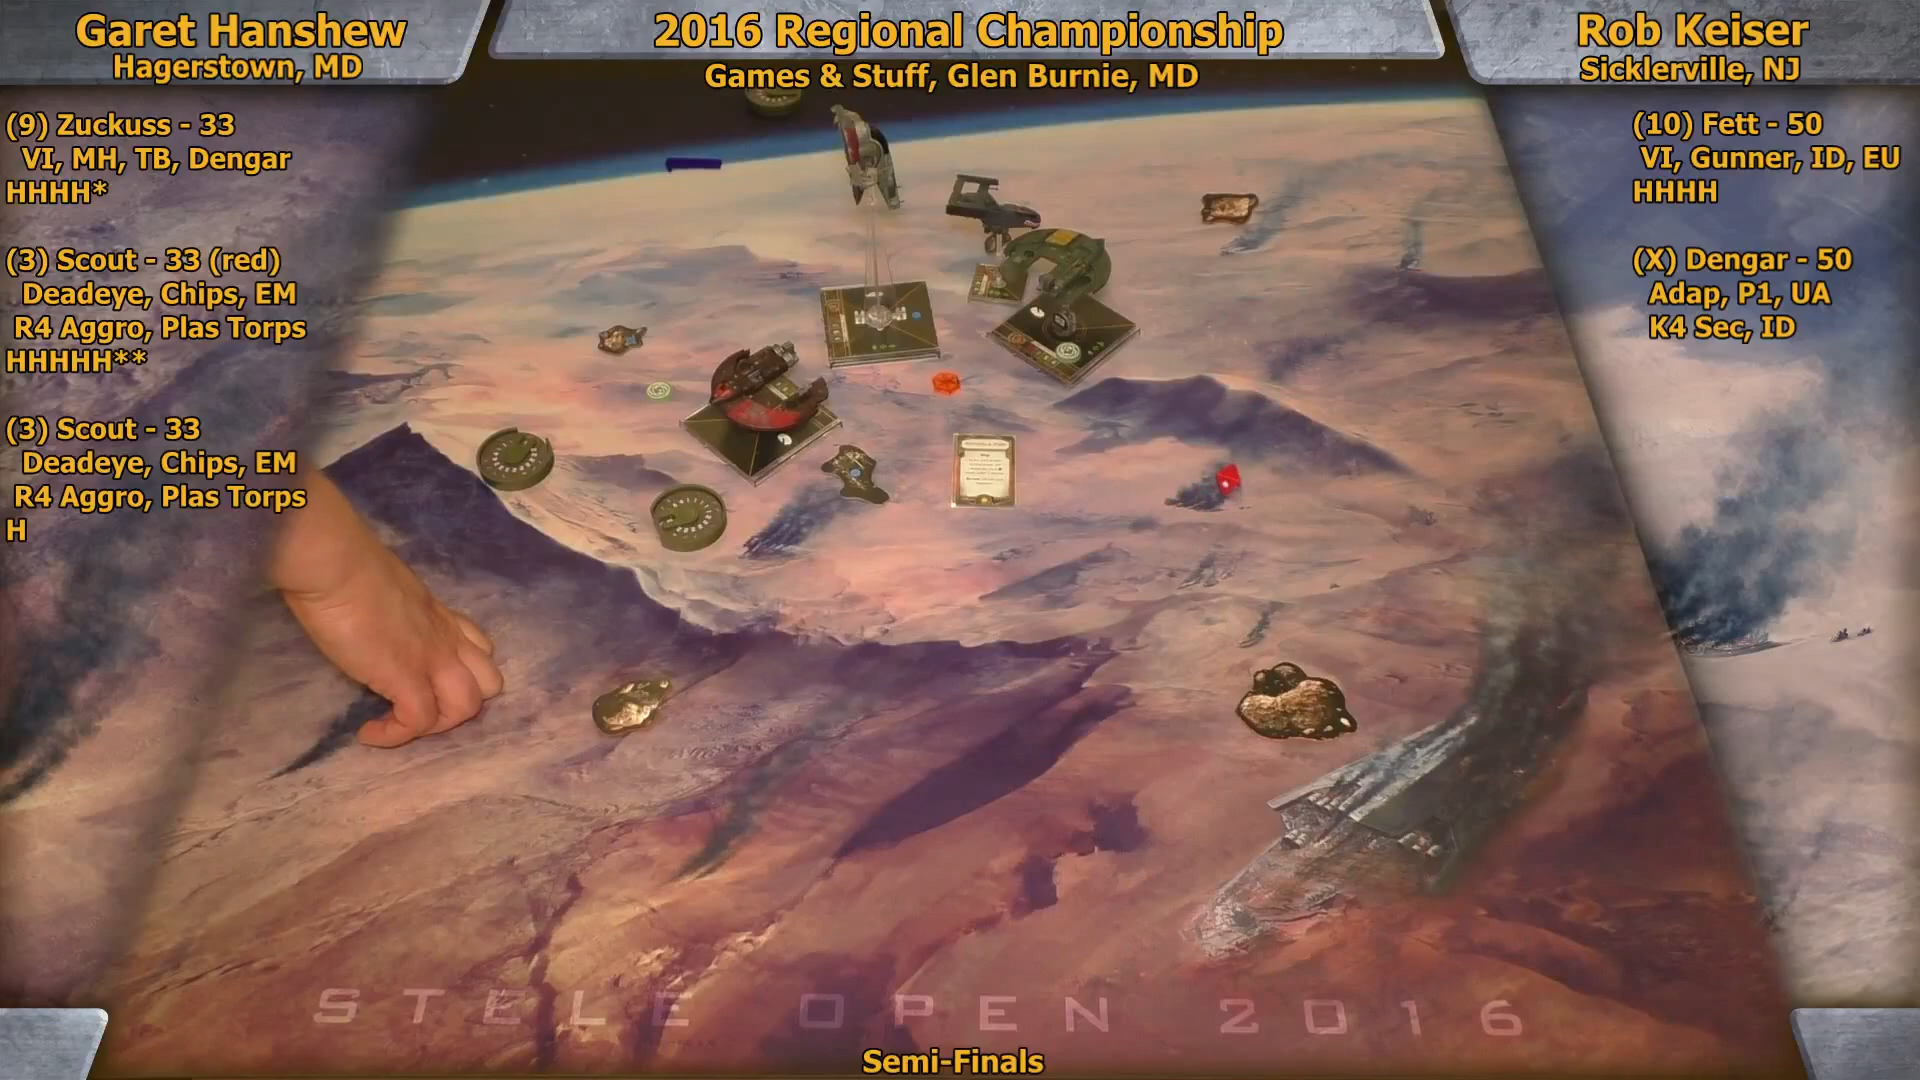 Garet Hanshew
Hagerstown, MD
2016 Regional Championship
Games & Stuff, Glen Burnie, MD
Rob Keiser
Sicklerville, NJ
(9) Zuckuss - 33
VI, MH, TB, Dengar
HHHH*
(3) Scout - 33 (red)
Deadeye, Chips, EM
R4 Aggro, Plas Torps
HHHHH**
(3) Scout - 33
Deadeye, Chips, EM
R4 Aggro, Plas Torps
H
(10) Fett - 50
VI, Gunner, ID, EU
HHHH
(X) Dengar - 50
Adap, P1, UA
K4 Sec, ID
STELE OPEN 2016
Semi-Finals